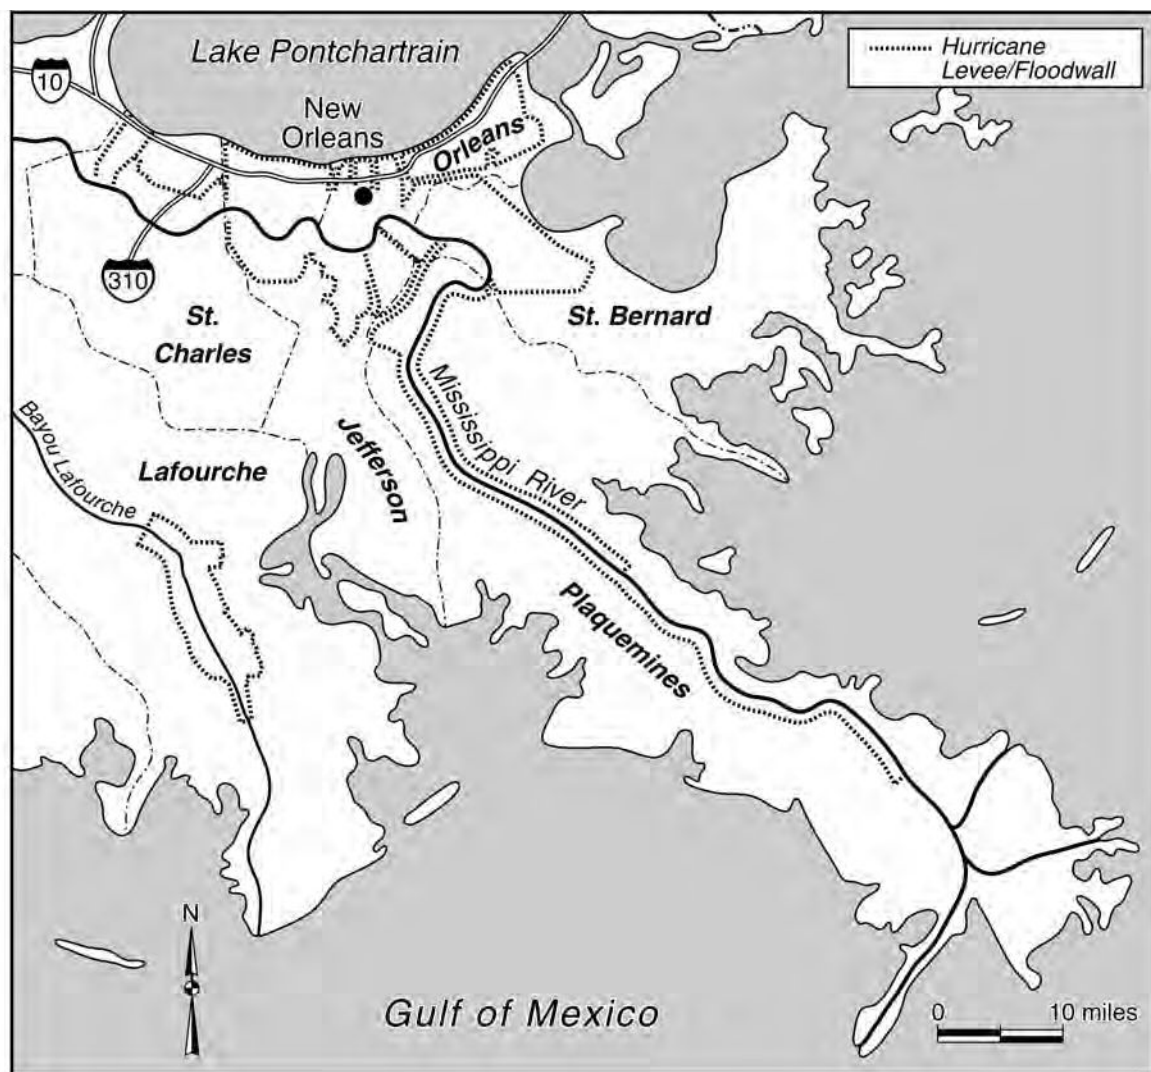 Lake Pontchartrain
Hurricane
Levee/Floodwall
10
New
Orleans
Orleans
310
St.
Charles
St. Bernard
Mississippi River
Bayou Lafourche
Jefferson
Lafourche
Plaquemines
N
Gulf of Mexico
0 10 miles